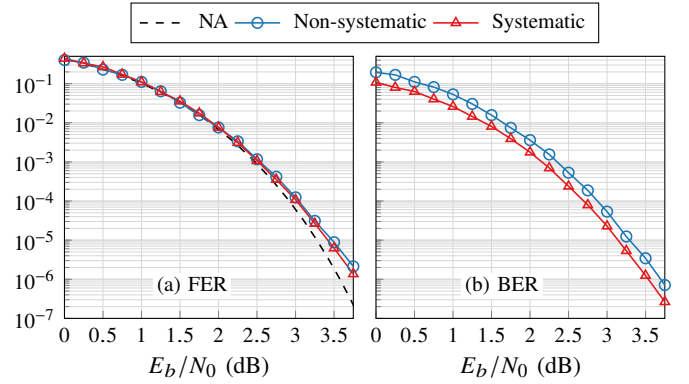 NA Non-systematic Systematic
10⁻¹
10⁻²
10⁻³
10⁻⁴
10⁻⁵
10⁻⁶
10⁻⁷
(a) FER (b) BER
0 0.5 1 1.5 2 2.5 3 3.5 0 0.5 1 1.5 2 2.5 3 3.5
E_b/N_0 (dB) E_b/N_0 (dB)